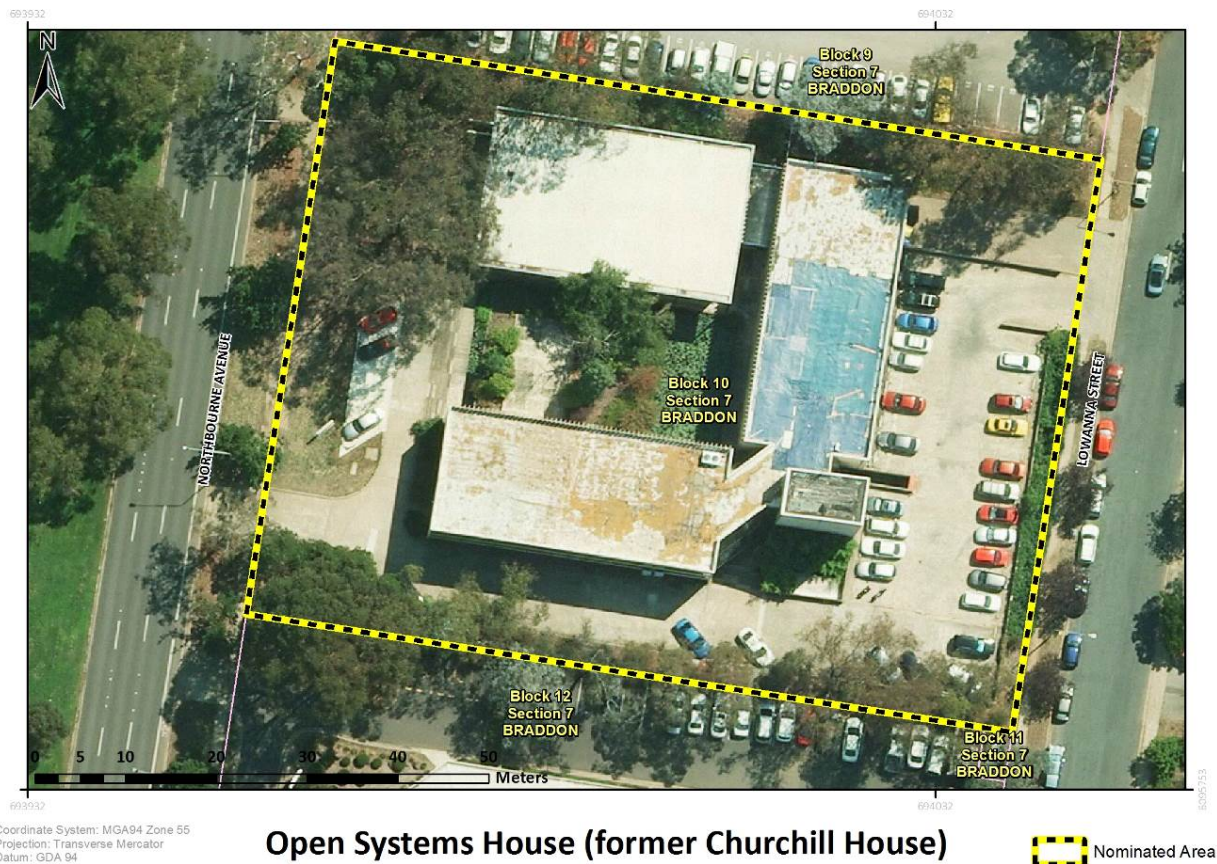 693932
694032
N
Block 9
Section 7
BRADDON
NORTHBOURNE AVENUE
Block 10
Section 7
BRADDON
LOWANNA STREET
Block 12
Section 7
BRADDON
Block 11
Section 7
BRADDON
0 5 10 20 30 40 50
Meters
693932
694032
6095753
Coordinate System: MGA94 Zone 55
Projection: Transverse Mercator
Datum: GDA 94
Open Systems House (former Churchill House)
Nominated Area